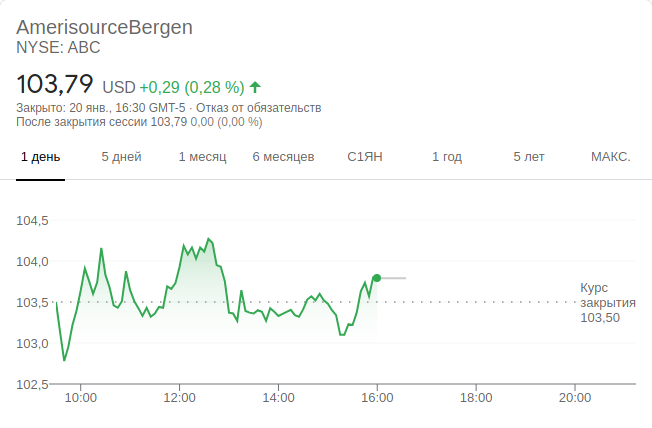 AmerisourceBergen
NYSE: ABC
103,79 USD +0,29 (0,28 %)
Закрыто: 20 янв., 16:30 GMT-5 · Отказ от обязательств
После закрытия сессии 103,79 0,00 (0,00 %)
1 день 5 дней 1 месяц 6 месяцев С1ЯН 1 год 5 лет МАКС.
104,5
104,0
103,5
103,0
102,5
Курс
закрытия
103,50
10:00 12:00 14:00 16:00 18:00 20:00